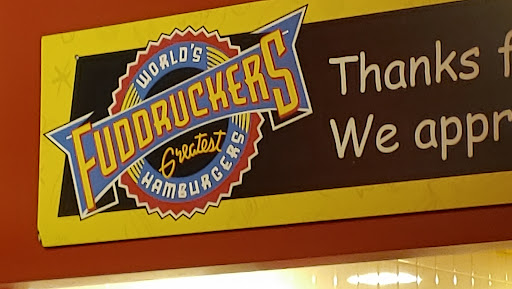 WORLD'S
FUDDRUCKERS
Greatest
HAMBURGERS
Thanks f
We appr